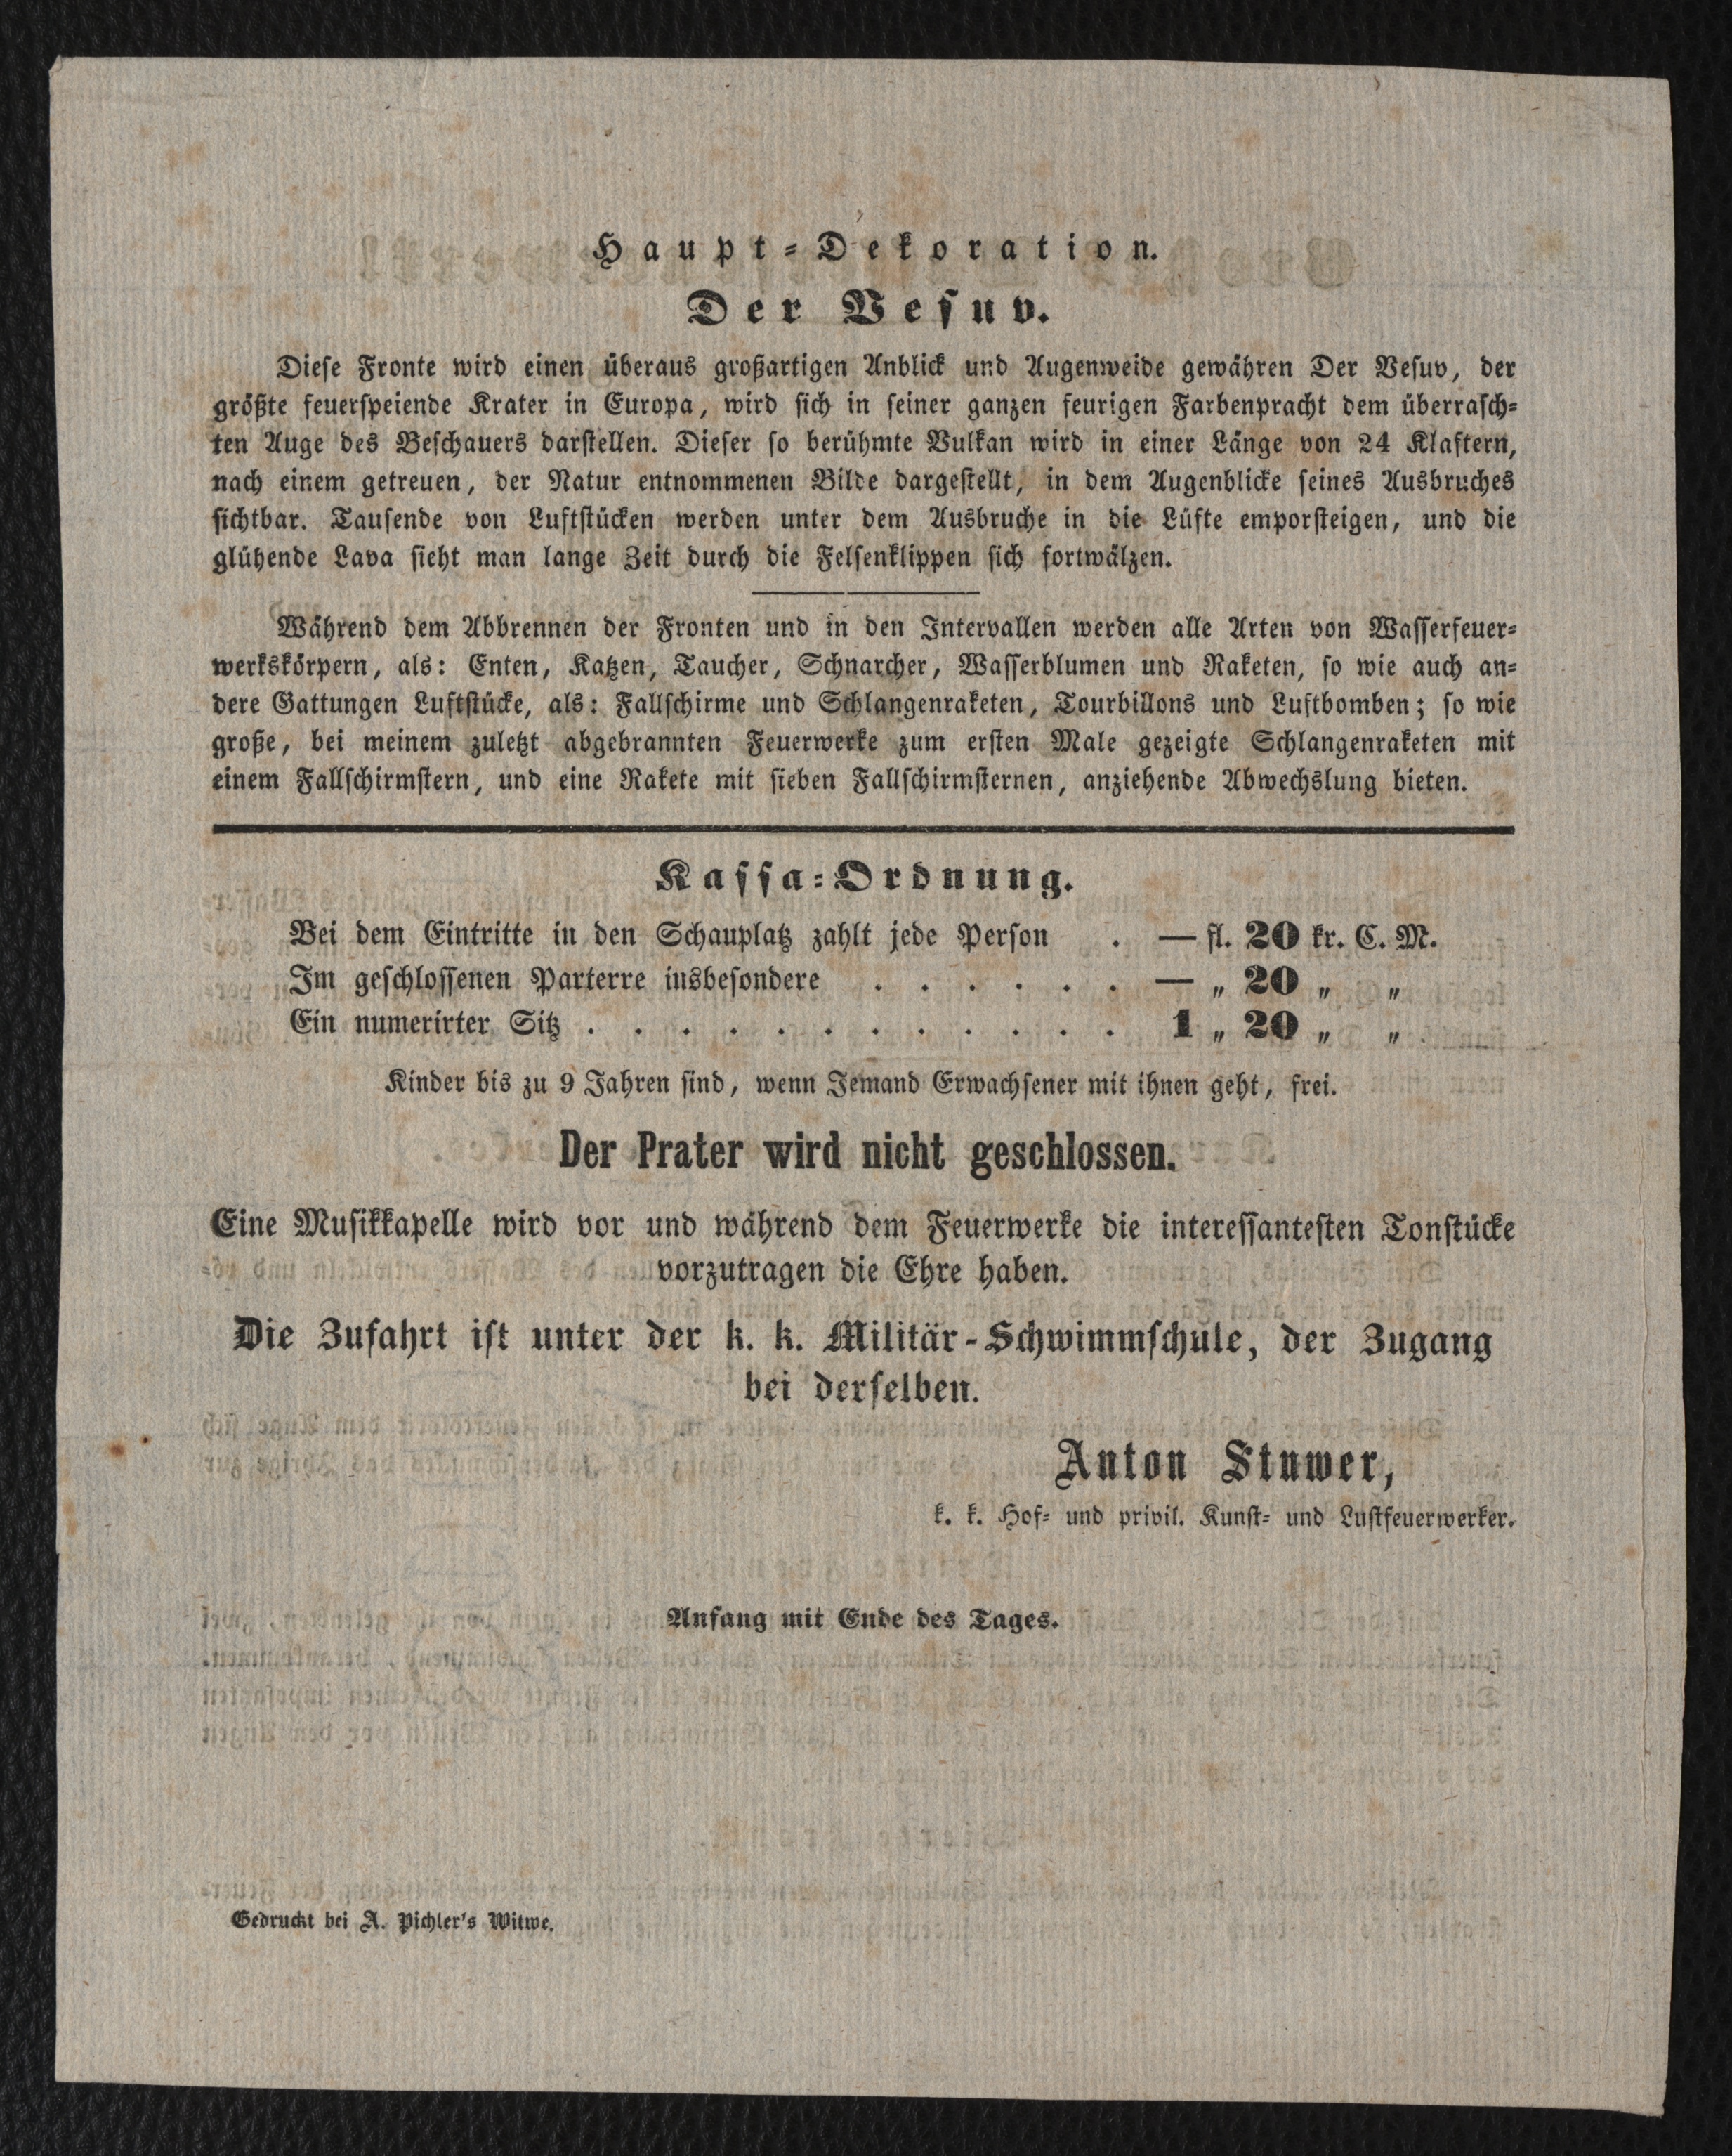 Haupt-Dekoration.
Der Vesuv.
Diese Fronte wird einen überaus großartigen Anblick und Augenweide gewähren Der Vesuv, der
größte feuerspeiende Krater in Europa, wird sich in seiner ganzen feurigen Farbenpracht dem überrasch-
ten Auge des Beschauers darstellen. Dieser so berühmte Vulkan wird in einer Länge von 24 Klaftern,
nach einem getreuen, der Natur entnommenen Bilde dargestellt, in dem Augenblicke seines Ausbruches
sichtbar. Tausende von Luftstücken werden unter dem Ausbruche in die Lüfte emporsteigen, und die
glühende Lava sieht man lange Zeit durch die Felsenklippen sich fortwälzen.
Während dem Abbrennen der Fronten und in den Intervallen werden alle Arten von Wasserfeuer-
werkskörpern, als: Enten, Katzen, Taucher, Schnarcher, Wasserblumen und Raketen, so wie auch an-
dere Gattungen Luftstücke, als: Fallschirme und Schlangenraketen, Tourbillons und Luftbomben; so wie
große, bei meinem zuletzt abgebrannten Feuerwerke zum ersten Male gezeigte Schlangenraketen mit
einem Fallschirmstern, und eine Rakete mit sieben Fallschirmsternen, anziehende Abwechslung bieten.
Kassa-Ordnung.
Bei dem Eintritte in den Schauplatz zahlt jede Person . — fl. 20 kr. C. M.
Im geschlossenen Parterre insbesondere . . . . . . — „ 20 „ „
Ein numerirter Sitz . . . . . . . . . . . . 1 „ 20 „ „
Kinder bis zu 9 Jahren sind, wenn Jemand Erwachsener mit ihnen geht, frei.
Der Prater wird nicht geschlossen.
Eine Musikkapelle wird vor und während dem Feuerwerke die interessantesten Tonstücke
vorzutragen die Ehre haben.
Die Zufahrt ist unter der k. k. Militär-Schwimmschule, der Zugang
bei derselben.
Anton Stuwer,
k. k. Hof- und privil. Kunst- und Lustfeuerwerker.
Anfang mit Ende des Tages.
Gedruckt bei A. Pichler's Witwe.